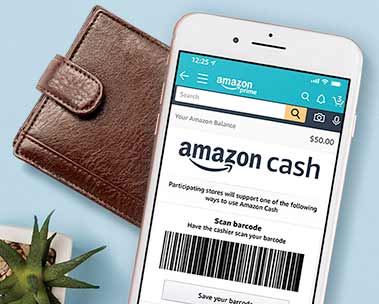 12:25
amazon
prime
3
Search
Your Amazon Balance
$50.00
amazon cash
Participating stores will support one of the following
ways to use Amazon Cash
Scan barcode
Have the cashier scan your barcode
Save your barcode